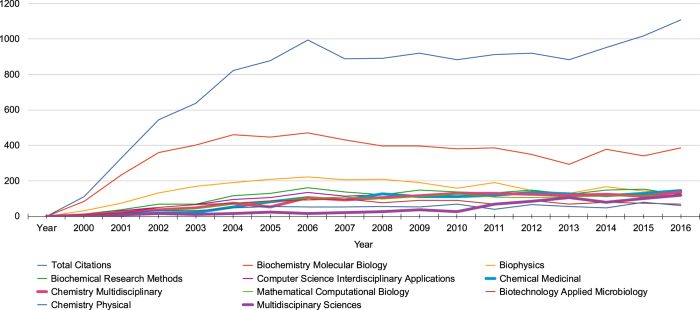 1200
1000
800
600
400
200
0
Year 2000 2001 2002 2003 2004 2005 2006 2007 2008 2009 2010 2011 2012 2013 2014 2015 2016
Year
Total Citations Biochemistry Molecular Biology Biophysics
Biochemical Research Methods Computer Science Interdisciplinary Applications Chemical Medicinal
Chemistry Multidisciplinary Mathematical Computational Biology Biotechnology Applied Microbiology
Chemistry Physical Multidiscipinary Sciences